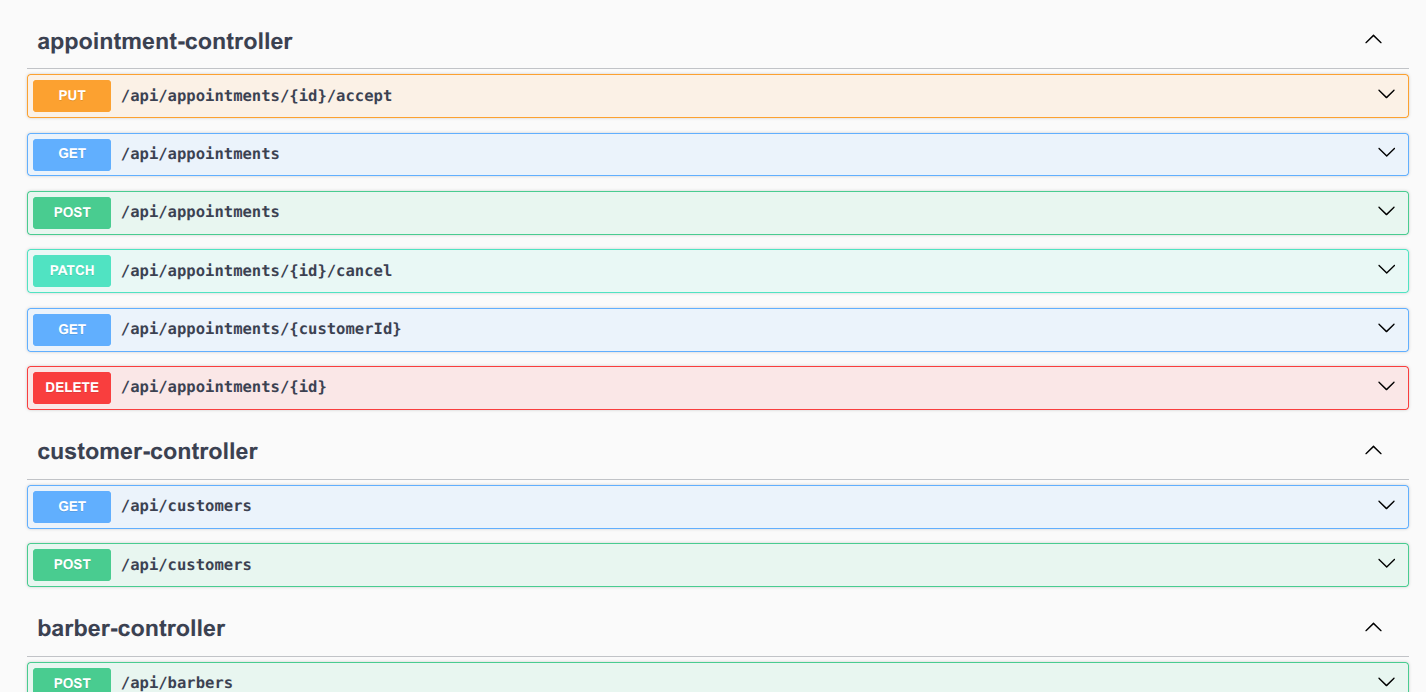 appointment-controller
PUT /api/appointments/{id}/accept
GET /api/appointments
POST /api/appointments
PATCH /api/appointments/{id}/cancel
GET /api/appointments/{customerId}
DELETE /api/appointments/{id}
customer-controller
GET /api/customers
POST /api/customers
barber-controller
POST /api/barbers